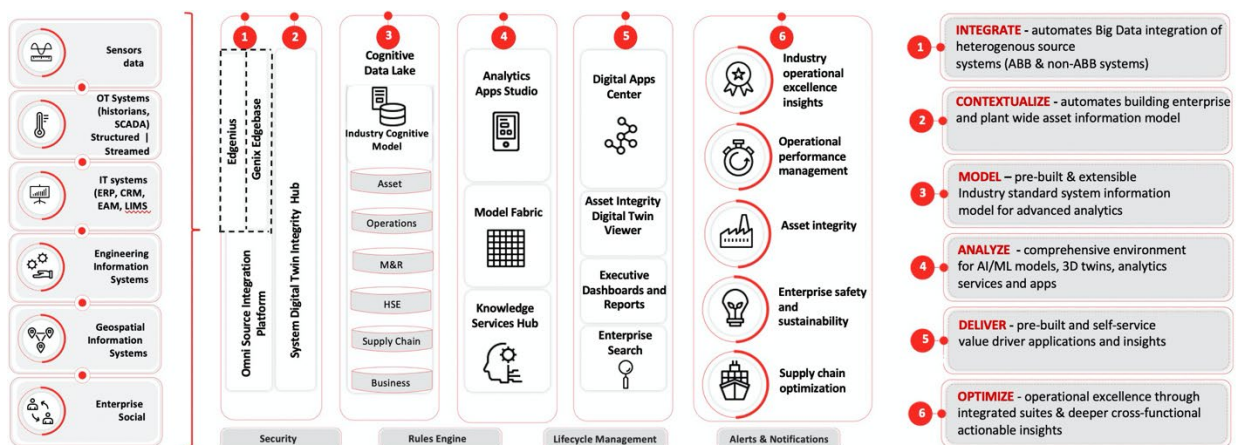 Sensors
data
OT Systems
(historians,
SCADA)
Structured |
Streamed
IT systems
(ERP, CRM,
EAM, LIMS
Engineering
Information
Systems
Geospatial
Information
Systems
Enterprise
Social
1
2
Edgenius
Genix Edgebase
Omni Source Integration
Platform
System Digital Twin Integrity Hub
3
Cognitive
Data Lake
Industry Cognitive
Model
Asset
Operations
M&R
HSE
Supply Chain
Business
4
Analytics
Apps Studio
Model Fabric
Knowledge
Services Hub
5
Digital Apps
Center
Asset Integrity
Digital Twin
Viewer
Executive
Dashboards and
Reports
Enterprise
Search
6
Industry
operational
excellence
insights
Operational
performance
management
Asset integrity
Enterprise safety
and
sustainability
Supply chain
optimization
Security
Rules Engine
Lifecycle Management
Alerts & Notifications
1
INTEGRATE - automates Big Data integration of
heterogenous source
systems (ABB & non-ABB systems)
2
CONTEXTUALIZE - automates building enterprise
and plant wide asset information model
3
MODEL – pre-built & extensible
Industry standard system information
model for advanced analytics
4
ANALYZE - comprehensive environment
for AI/ML models, 3D twins, analytics
services and apps
5
DELIVER - pre-built and self-service
value driver applications and insights
6
OPTIMIZE - operational excellence through
integrated suites & deeper cross-functional
actionable insights